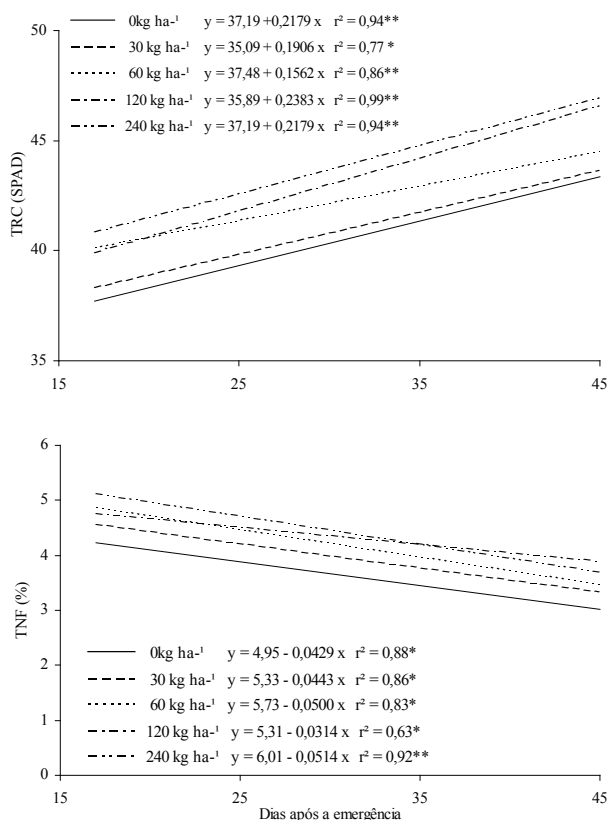 50
0kg ha-¹ y = 37,19 +0,2179 x r² = 0,94**
30 kg ha-¹ y = 35,09 + 0,1906 x r² = 0,77 *
60 kg ha-¹ y = 37,48 + 0,1562 x r² = 0,86**
120 kg ha-¹ y = 35,89 + 0,2383 x r² = 0,99**
240 kg ha-¹ y = 37,19 + 0,2179 x r² = 0,94**
45
TRC (SPAD)
40
35
15 25 35 45
6
5
4
TNF (%)
3
2
1
0
0kg ha-¹ y = 4,95 - 0,0429 x r² = 0,88*
30 kg ha-¹ y = 5,33 - 0,0443 x r² = 0,86*
60 kg ha-¹ y = 5,73 - 0,0500 x r² = 0,83*
120 kg ha-¹ y = 5,31 - 0,0314 x r² = 0,63*
240 kg ha-¹ y = 6,01 - 0,0514 x r² = 0,92**
15 25 35 45
Dias após a emergência